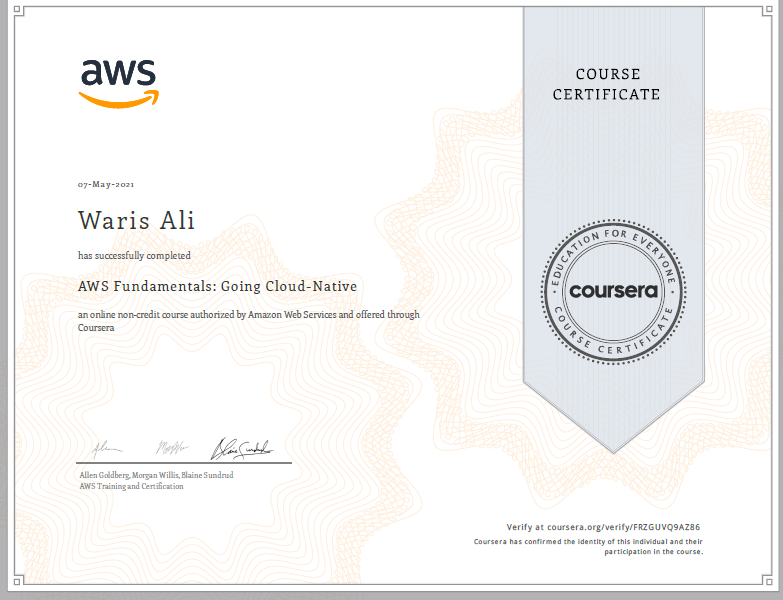 aws
COURSE
CERTIFICATE
07-May-2021
Waris Ali
has successfully completed
AWS Fundamentals: Going Cloud-Native
an online non-credit course authorized by Amazon Web Services and offered through
Coursera
EDUCATION FOR EVERYONE
coursera
COURSE CERTIFICATE
Allen Goldberg, Morgan Willis, Blaine Sundrud
AWS Training and Certification
Verify at coursera.org/verify/FRZGUVQ9AZ86
Coursera has confirmed the identity of this individual and their
participation in the course.